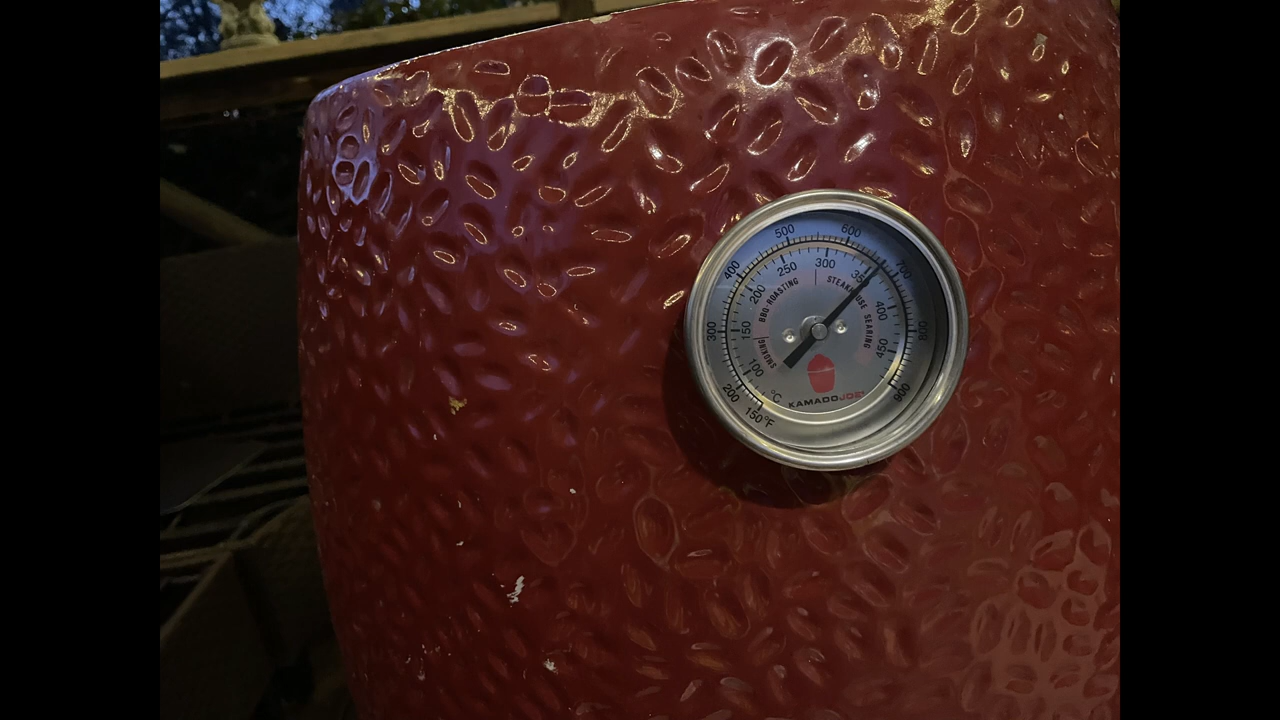 500 600
400 700
300 800
200 900
150°F
250 300 350
200 400
150 450
100
°C
BBQ·ROASTING
STEAKHOUSE SEARING
SMOKING
KAMADOJOE